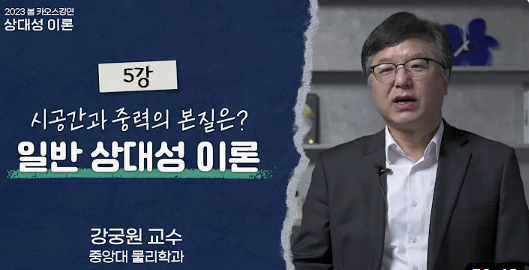 2023 봄 카오스강연
상대성 이론
5강
시공간과 중력의 본질은?
일반 상대성 이론
강궁원 교수
중앙대 물리학과